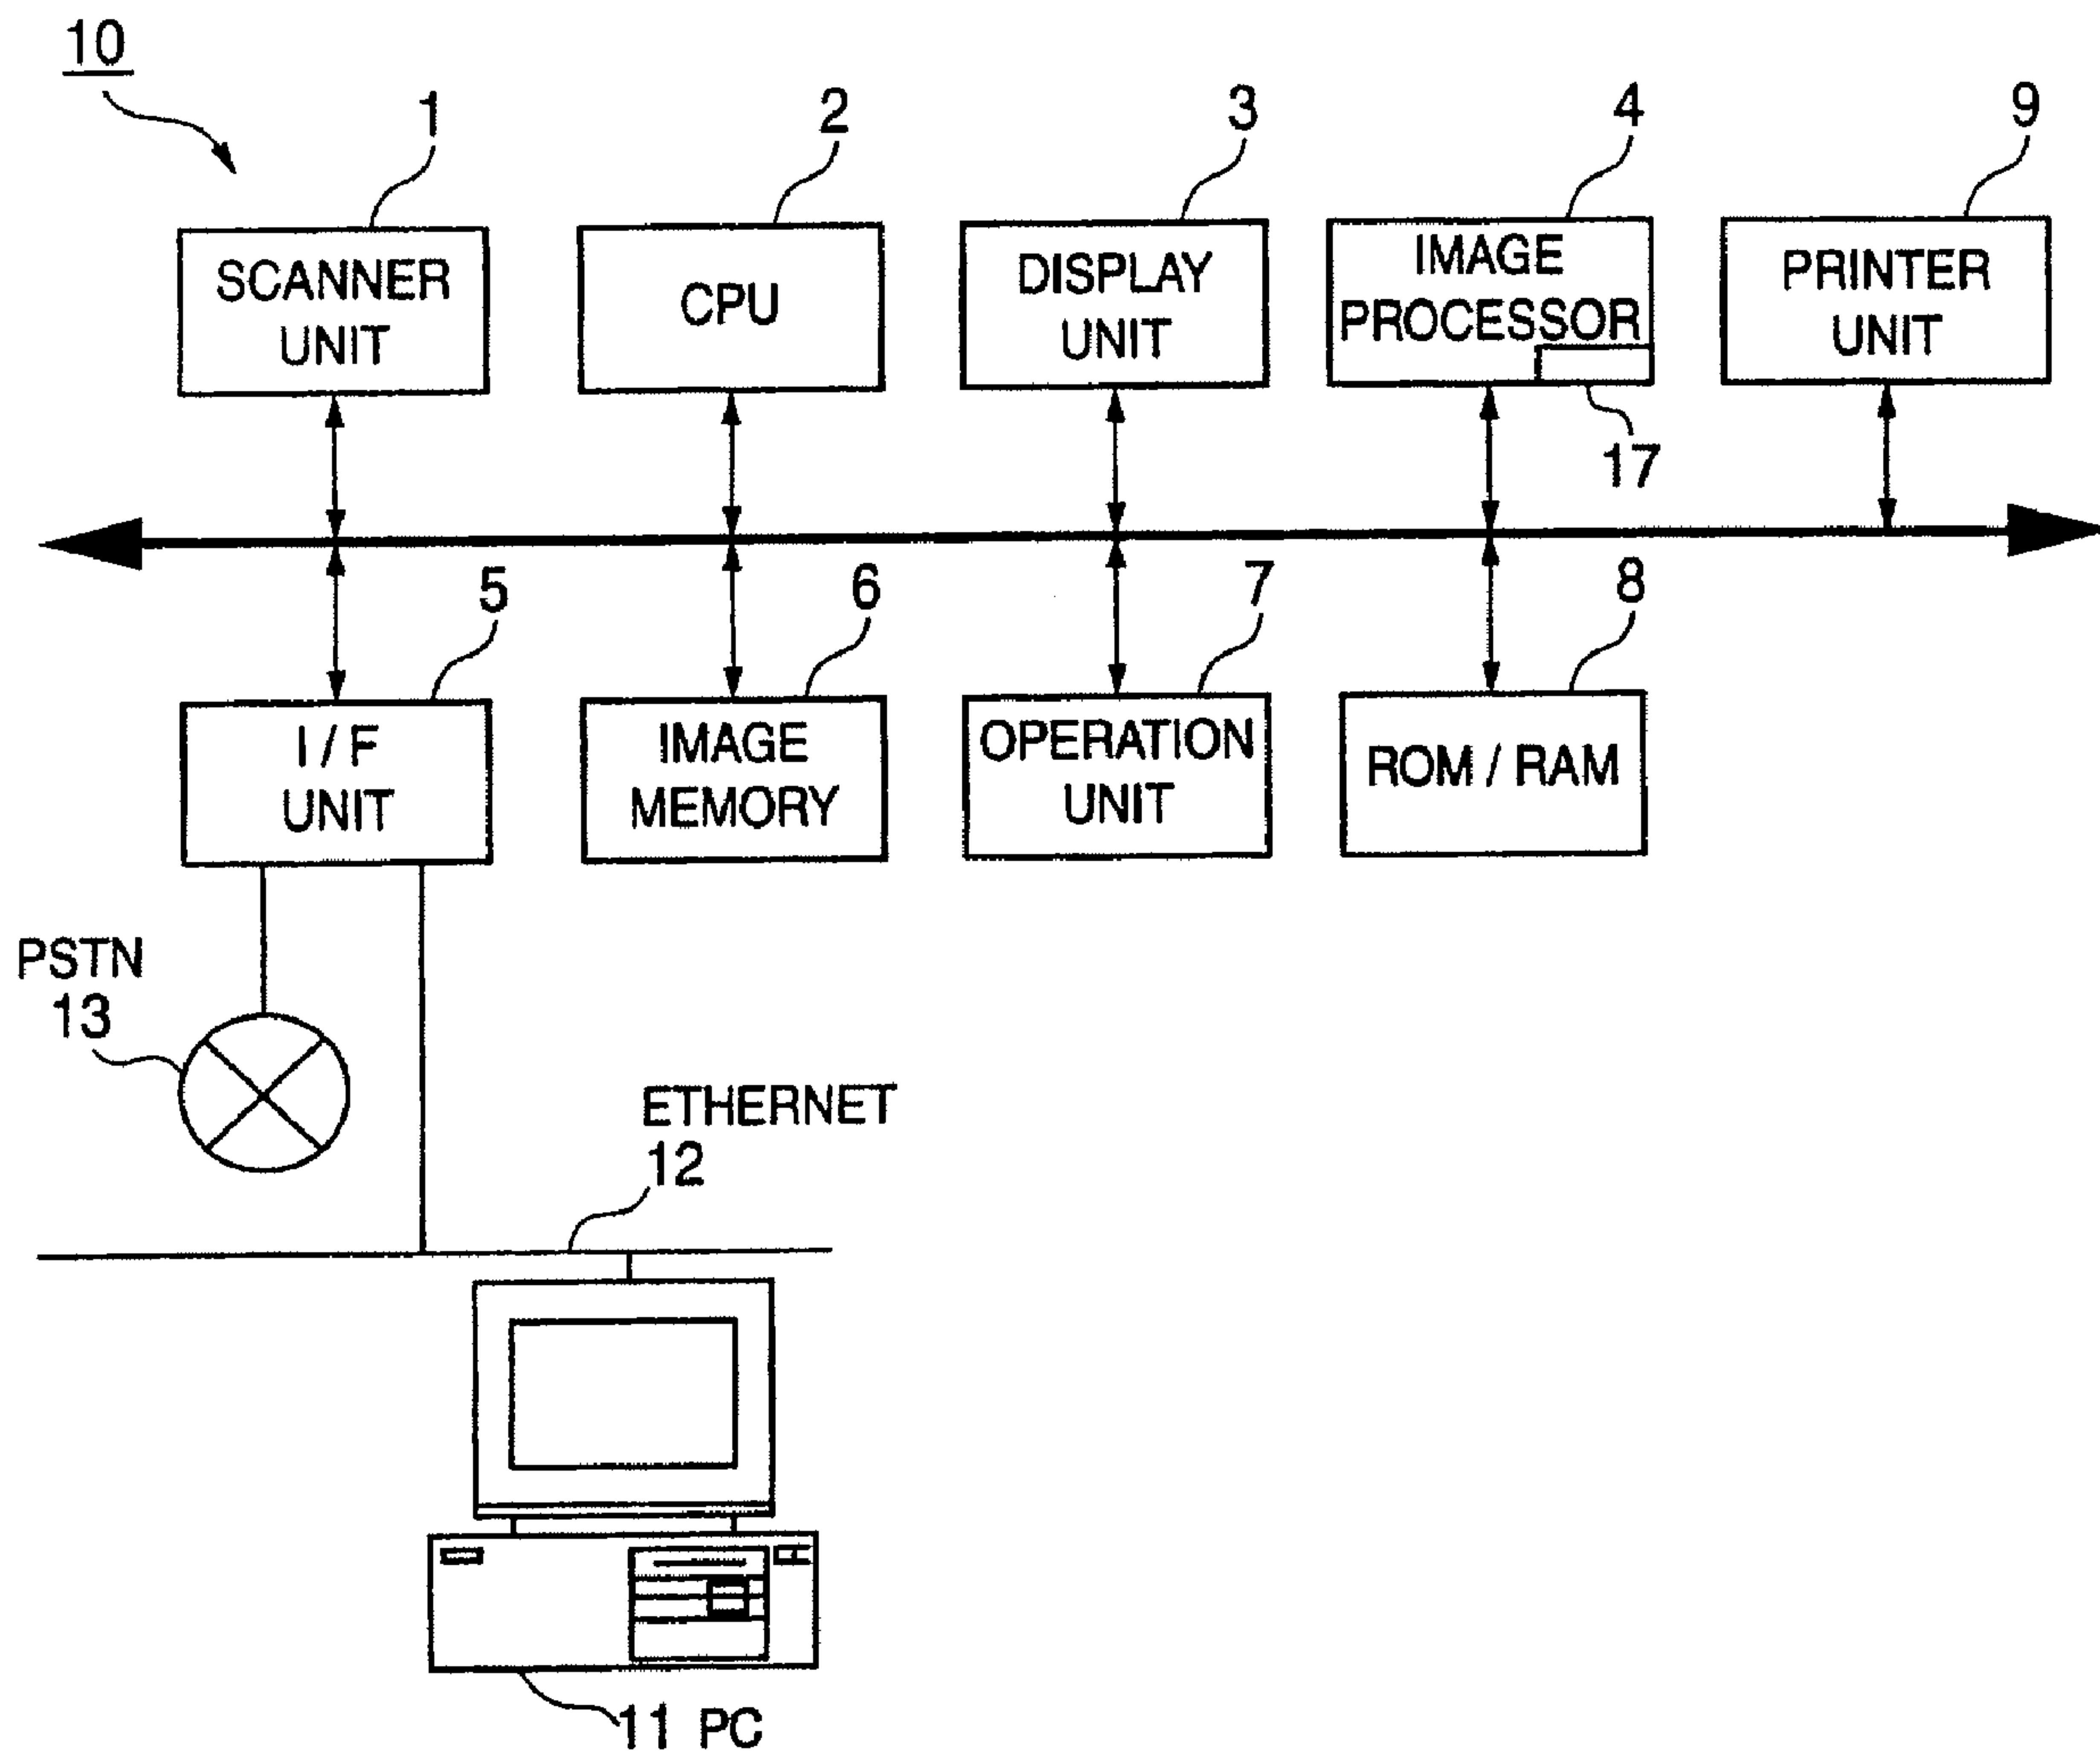 10
1
2
3
4
9
SCANNER
UNIT
CPU
DISPLAY
UNIT
IMAGE
PROCESSOR
PRINTER
UNIT
17
5
6
7
8
I / F
UNIT
IMAGE
MEMORY
OPERATION
UNIT
ROM / RAM
PSTN
13
ETHERNET
12
11 PC